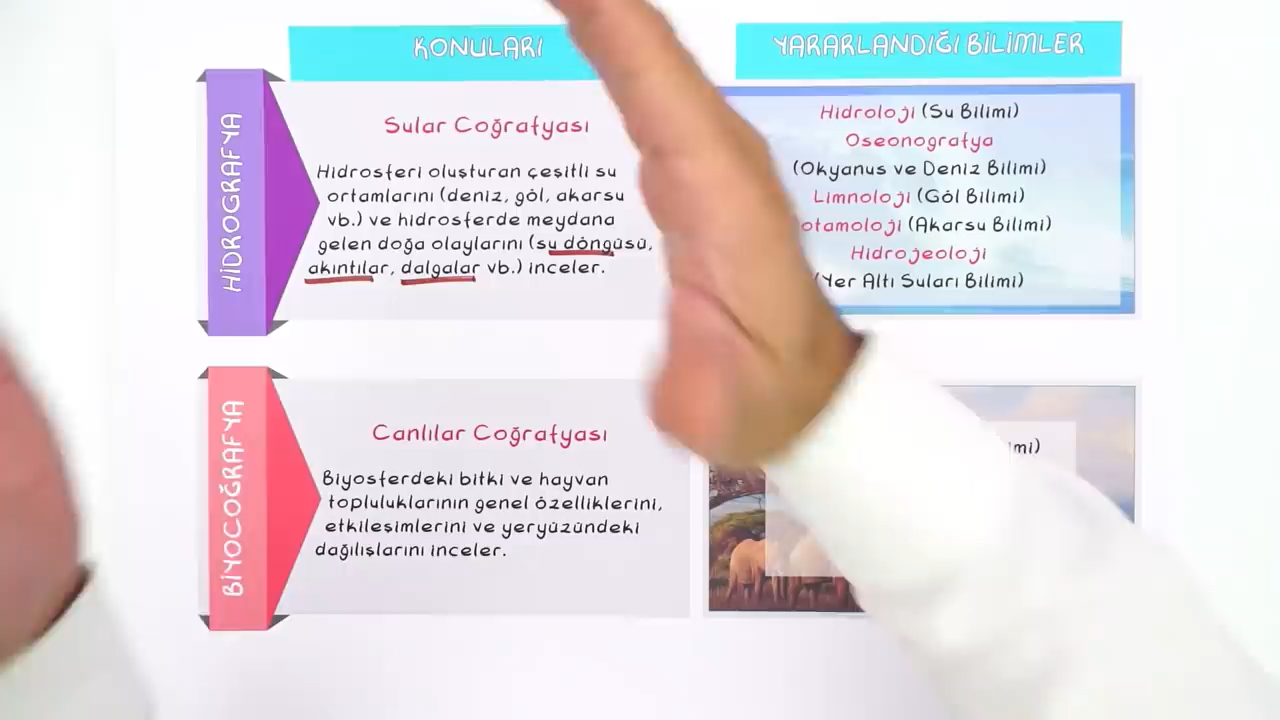 KONULARI
YARARLANDIĞI BİLİMLER
HİDROGRAFYA
Sular Coğrafyası
Hidrosferi oluşturan çeşitli su
ortamlarını (deniz, göl, akarsu
vb.) ve hidrosferde meydana
gelen doğa olaylarını (su döngüsü,
akıntılar, dalgalar vb.) inceler.
Hidroloji (Su Bilimi)
Oseonografya
(Okyanus ve Deniz Bilimi)
Limnoloji (Göl Bilimi)
otamoloji (Akarsu Bilimi)
Hidrojeoloji
(Yer Altı Suları Bilimi)
BİYOCOĞRAFYA
Canlılar Coğrafyası
Biyosferdeki bitki ve hayvan
topluluklarının genel özelliklerini,
etkileşimlerini ve yeryüzündeki
dağılışlarını inceler.